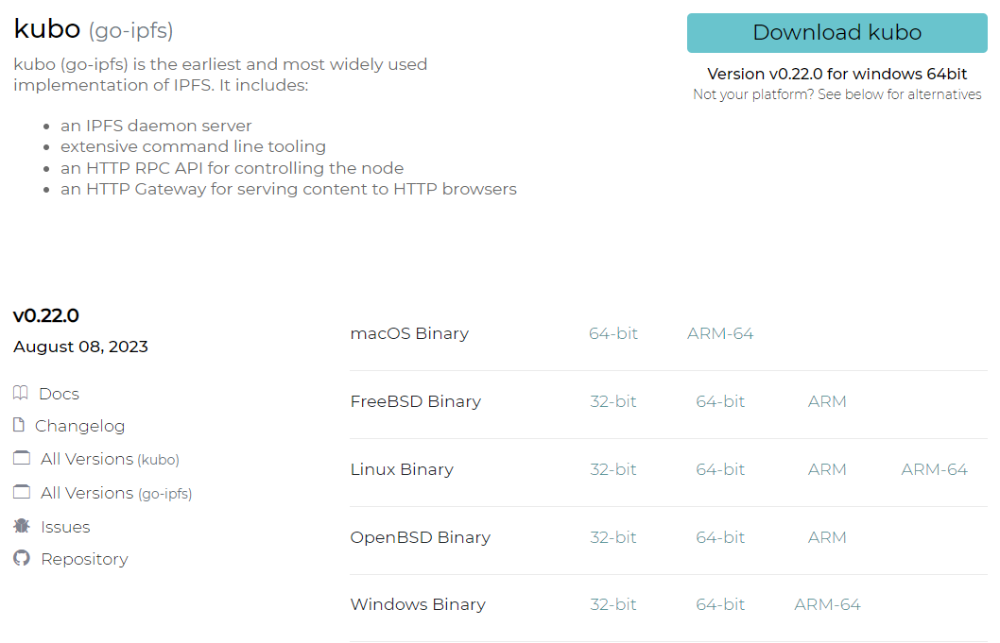 kubo (go-ipfs)
kubo (go-ipfs) is the earliest and most widely used
implementation of IPFS. It includes:
an IPFS daemon server
extensive command line tooling
an HTTP RPC API for controlling the node
an HTTP Gateway for serving content to HTTP browsers
Download kubo
Version v0.22.0 for windows 64bit
Not your platform? See below for alternatives
v0.22.0
August 08, 2023
Docs
Changelog
All Versions (kubo)
All Versions (go-ipfs)
Issues
Repository
macOS Binary 64-bit ARM-64
FreeBSD Binary 32-bit 64-bit ARM
Linux Binary 32-bit 64-bit ARM ARM-64
OpenBSD Binary 32-bit 64-bit ARM
Windows Binary 32-bit 64-bit ARM-64